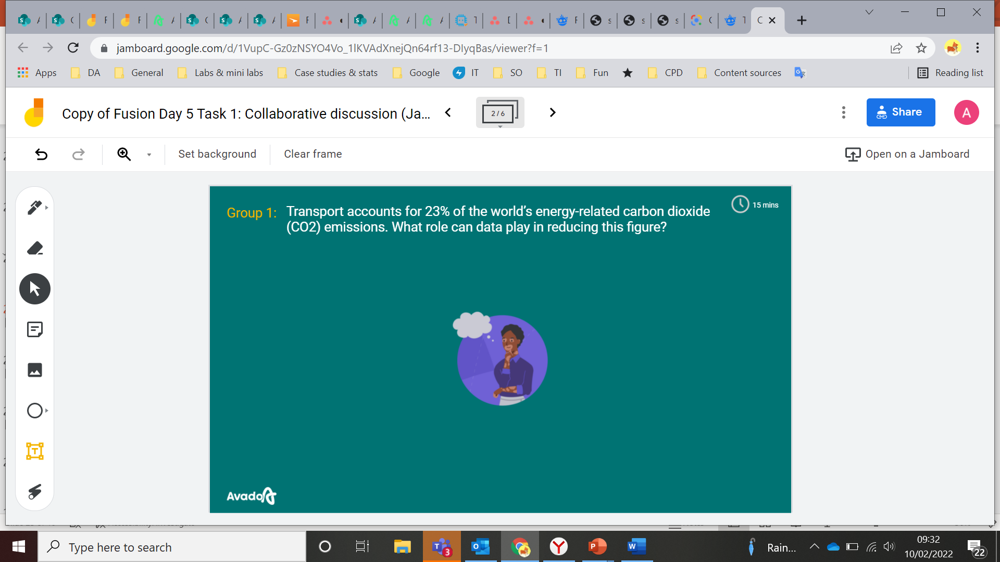 jamboard.google.com/d/1VupC-Gz0zNSYO4Vo_1lKVAdXnejQn64rf13-DIyqBas/viewer?f=1
Apps DA General Labs & mini labs Case studies & stats Google IT SO TI Fun CPD Content sources Reading list
Copy of Fusion Day 5 Task 1: Collaborative discussion (Ja... 2 / 6 Share A
Set background Clear frame Open on a Jamboard
Group 1: Transport accounts for 23% of the world’s energy-related carbon dioxide
(CO2) emissions. What role can data play in reducing this figure?
15 mins
Avado
Type here to search
3
Rain...
09:32
10/02/2022
22